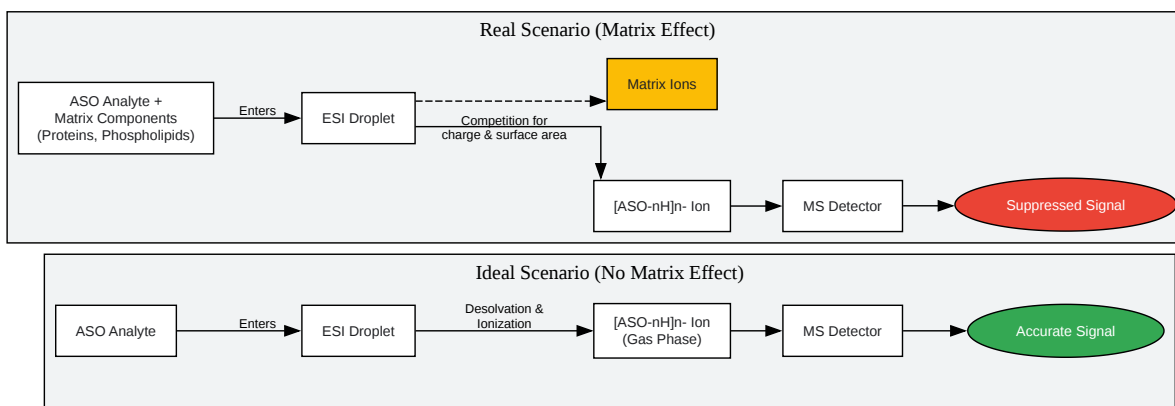 Real Scenario (Matrix Effect)
Matrix Ions
ASO Analyte +
Matrix Components
(Proteins, Phospholipids)
Enters
ESI Droplet
Competition for
charge & surface area
[ASO-nH]n- Ion
MS Detector
Suppressed Signal
Ideal Scenario (No Matrix Effect)
ASO Analyte
Enters
ESI Droplet
Desolvation &
Ionization
[ASO-nH]n- Ion
(Gas Phase)
MS Detector
Accurate Signal